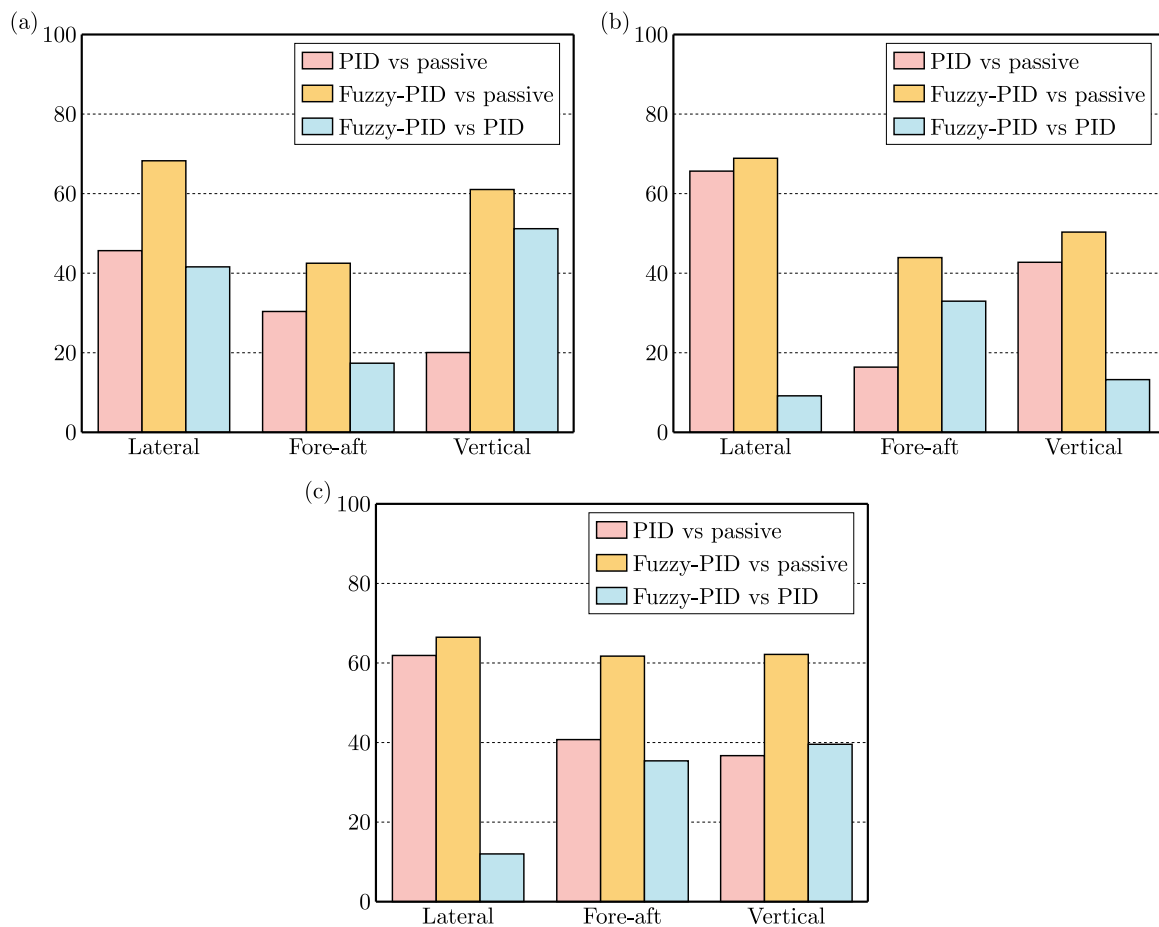 (a)
100
80
60
40
20
0
PID vs passive
Fuzzy-PID vs passive
Fuzzy-PID vs PID
Lateral Fore-aft Vertical
(b)
100
80
60
40
20
0
PID vs passive
Fuzzy-PID vs passive
Fuzzy-PID vs PID
Lateral Fore-aft Vertical
(c)
100
80
60
40
20
0
PID vs passive
Fuzzy-PID vs passive
Fuzzy-PID vs PID
Lateral Fore-aft Vertical